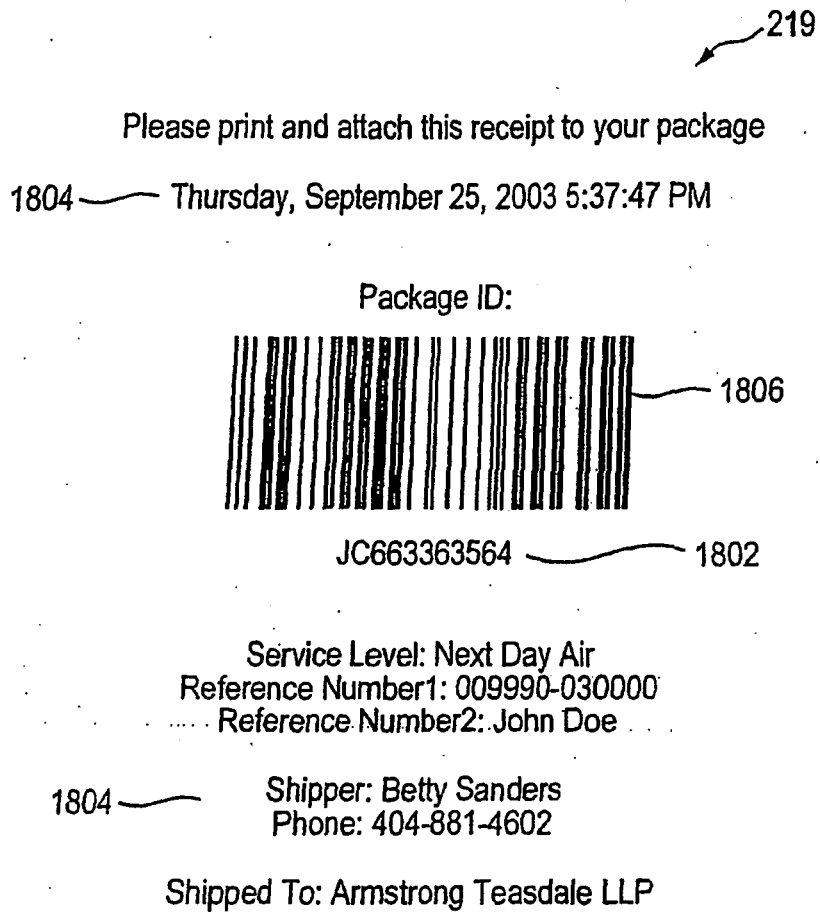 219
Please print and attach this receipt to your package
1804 Thursday, September 25, 2003 5:37:47 PM
Package ID:
1806
JC663363564 1802
Service Level: Next Day Air
Reference Number1: 009990-030000
Reference Number2: John Doe
1804 Shipper: Betty Sanders
Phone: 404-881-4602
Shipped To: Armstrong Teasdale LLP